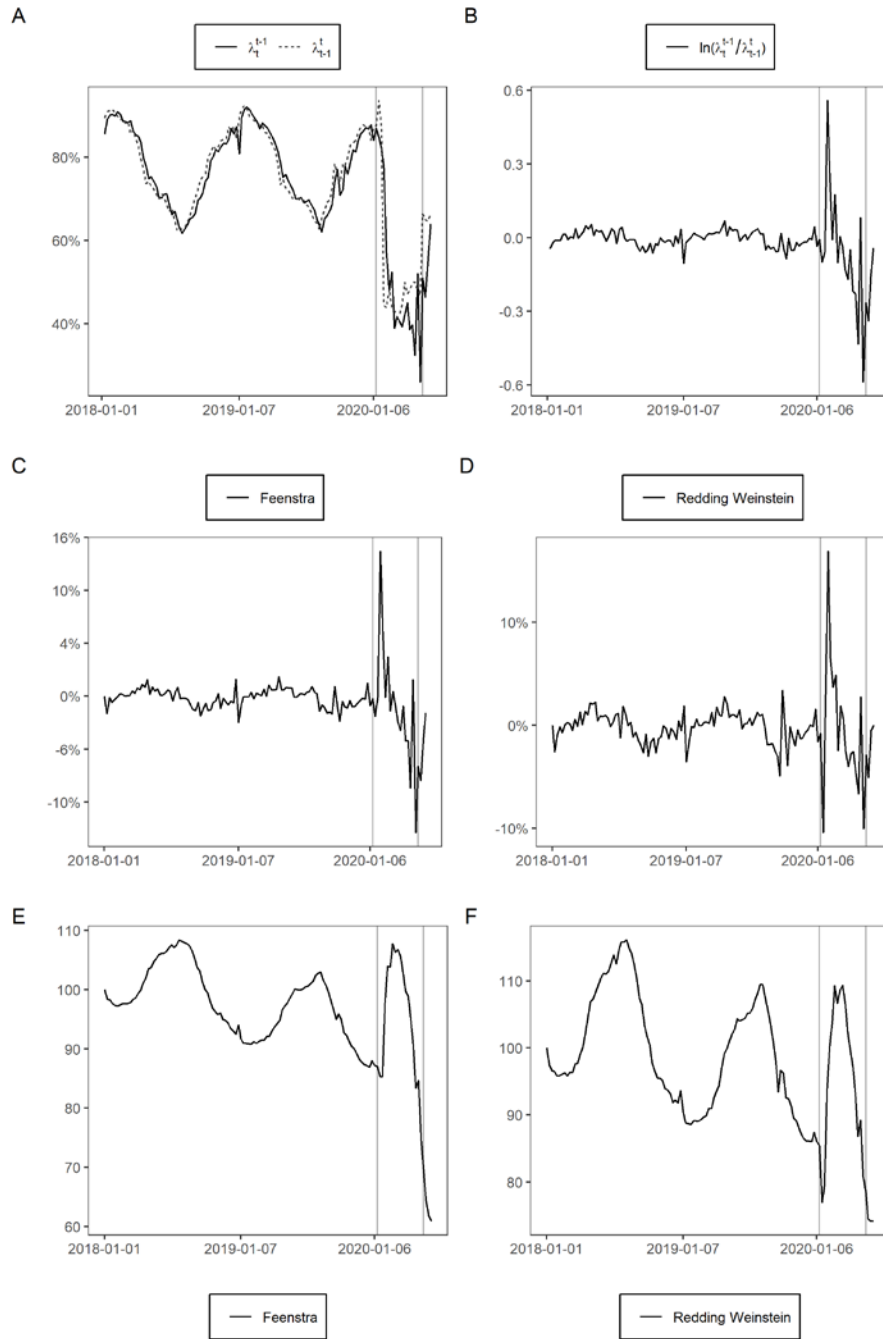 A
λ_t^{t-1} λ_{t-1}^t
80%
60%
40%
2018-01-01 2019-01-07 2020-01-06
B
ln(λ_t^{t-1}/λ_{t-1}^t)
0.6
0.3
0.0
-0.3
-0.6
2018-01-01 2019-01-07 2020-01-06
C
Feenstra
16%
10%
4%
0%
-6%
-10%
2018-01-01 2019-01-07 2020-01-06
D
Redding Weinstein
10%
0%
-10%
2018-01-01 2019-01-07 2020-01-06
E
110
100
90
80
70
60
2018-01-01 2019-01-07 2020-01-06
Feenstra
F
110
100
90
80
2018-01-01 2019-01-07 2020-01-06
Redding Weinstein